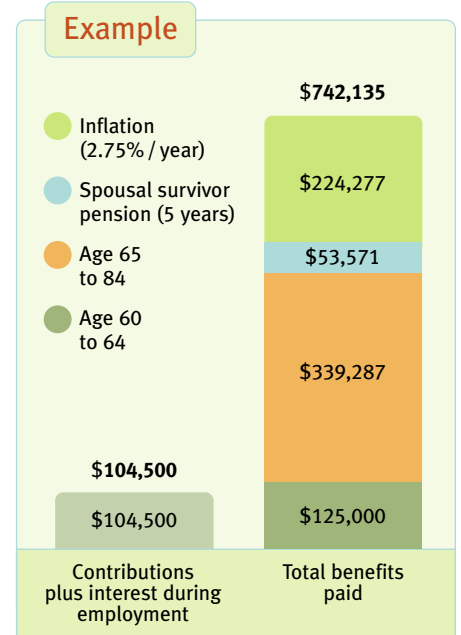 Example
$742,135
Inflation
(2.75% / year)
$224,277
Spousal survivor
pension (5 years)
$53,571
Age 65
to 84
Age 60
to 64
$339,287
$104,500
$104,500
$125,000
Contributions
plus interest during
employment
Total benefits
paid